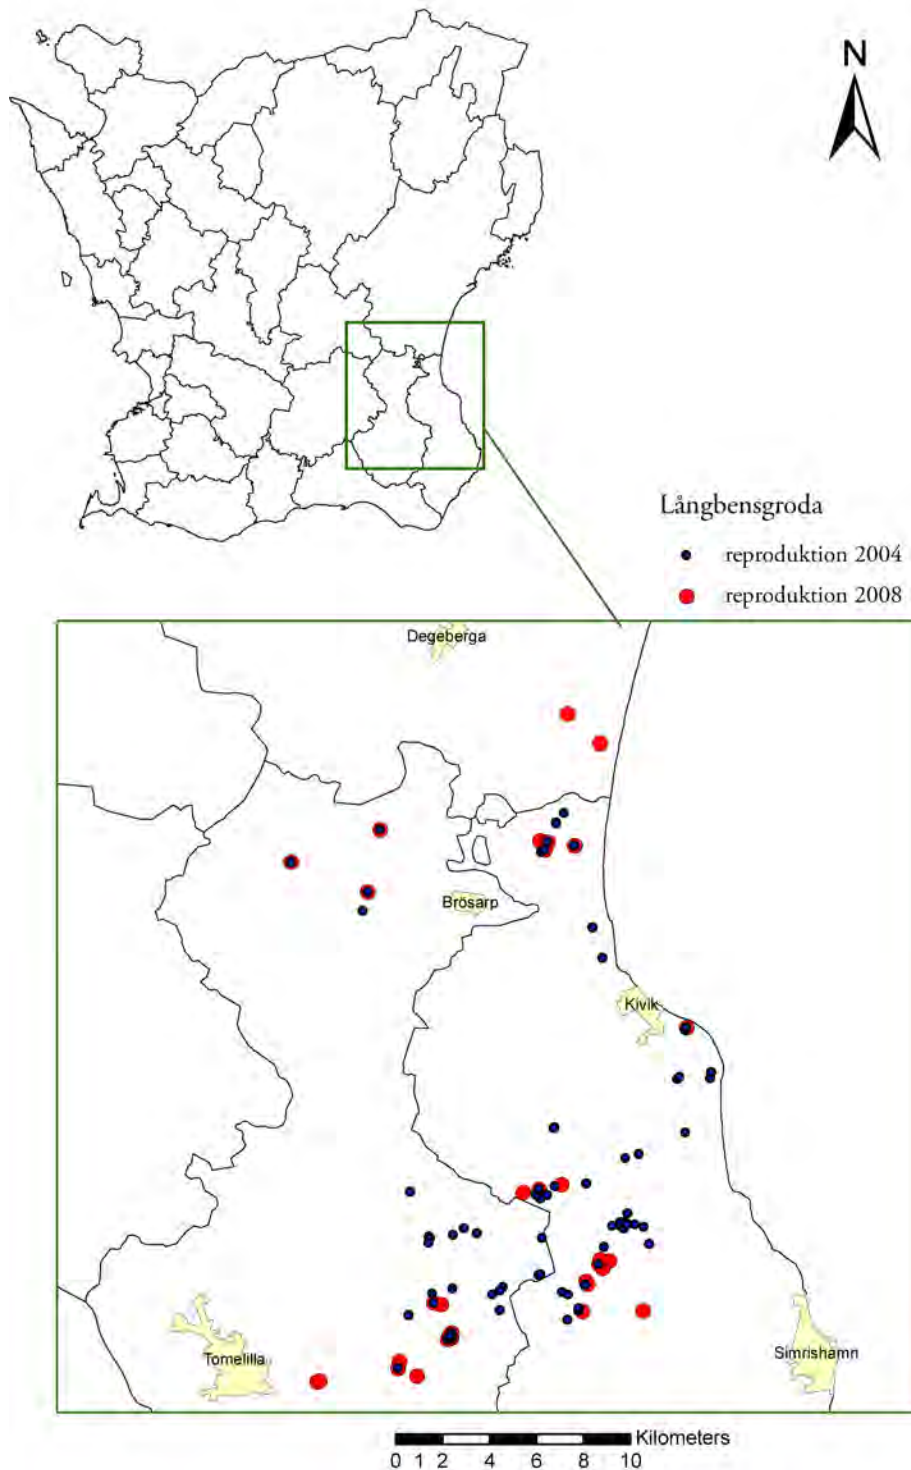 N
Långbensgroda
reproduktion 2004
reproduktion 2008
Degeberga
Brösarp
Kivik
Tomelilla
Simrishamn
Kilometers
0 1 2 4 6 8 10